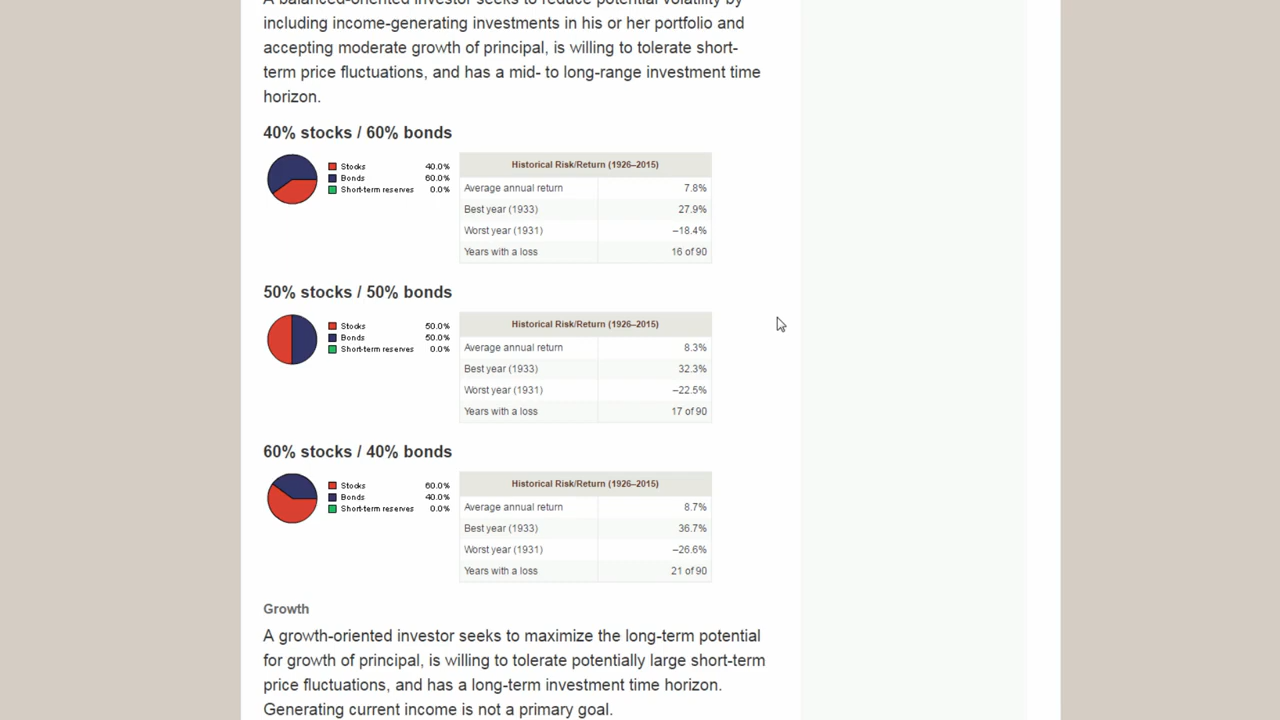 A balanced-oriented investor seeks to reduce potential volatility by
including income-generating investments in his or her portfolio and
accepting moderate growth of principal, is willing to tolerate short-
term price fluctuations, and has a mid- to long-range investment time
horizon.
40% stocks / 60% bonds
Stocks 40.0%
Bonds 60.0%
Short-term reserves 0.0%
Historical Risk/Return (1926–2015)
Average annual return 7.8%
Best year (1933) 27.9%
Worst year (1931) –18.4%
Years with a loss 16 of 90
50% stocks / 50% bonds
Stocks 50.0%
Bonds 50.0%
Short-term reserves 0.0%
Historical Risk/Return (1926–2015)
Average annual return 8.3%
Best year (1933) 32.3%
Worst year (1931) –22.5%
Years with a loss 17 of 90
60% stocks / 40% bonds
Stocks 60.0%
Bonds 40.0%
Short-term reserves 0.0%
Historical Risk/Return (1926–2015)
Average annual return 8.7%
Best year (1933) 36.7%
Worst year (1931) –26.6%
Years with a loss 21 of 90
Growth
A growth-oriented investor seeks to maximize the long-term potential
for growth of principal, is willing to tolerate potentially large short-term
price fluctuations, and has a long-term investment time horizon.
Generating current income is not a primary goal.